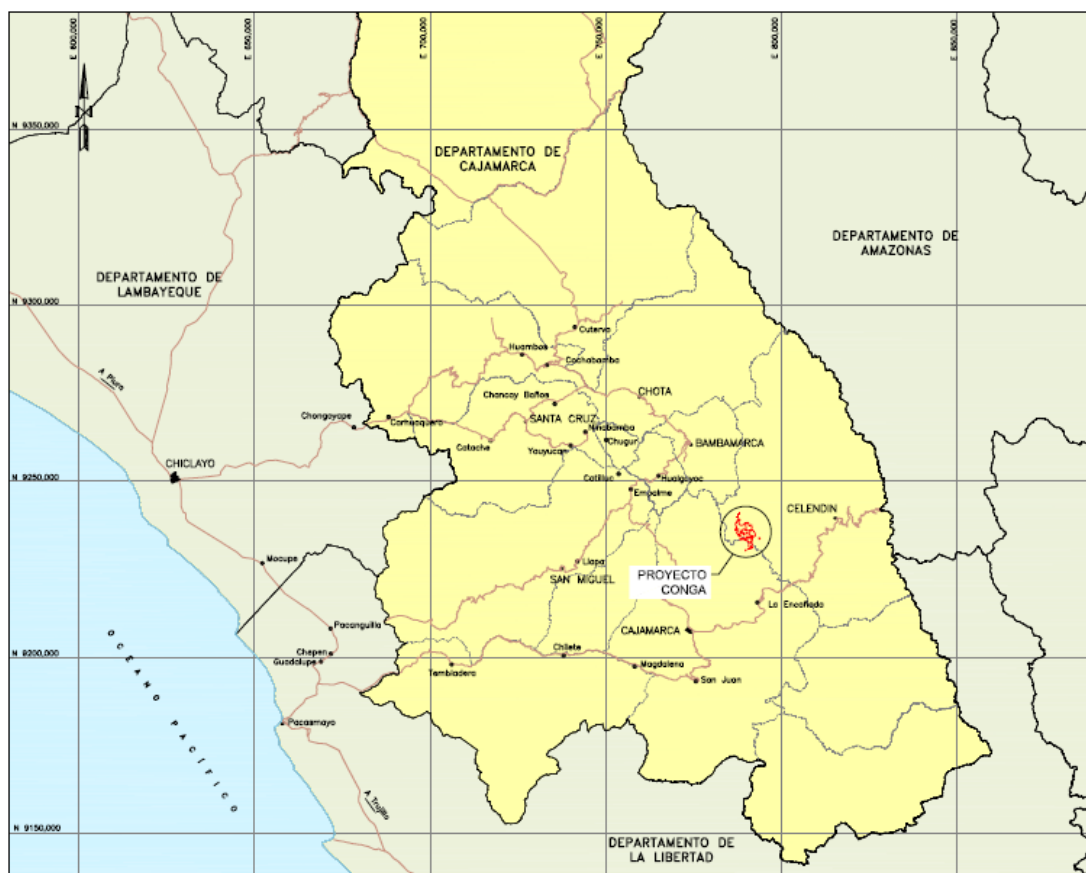 E 600,000
E 650,000
E 700,000
E 750,000
E 800,000
E 850,000
N 9350,000
DEPARTAMENTO DE
CAJAMARCA
DEPARTAMENTO DE
AMAZONAS
DEPARTAMENTO DE
LAMBAYEQUE
N 9300,000
Cutervo
Huambos
Cochabamba
A Piura
Chancay Baños
CHOTA
Chongoyape
Carhuaquero
SANTA CRUZ
Ninabamba
Catache
Yauyucan
Chugur
BAMBAMARCA
CHICLAYO
Catilluc
Hualgayoc
N 9250,000
Empalme
CELENDIN
Mocupe
Llapa
SAN MIGUEL
PROYECTO
CONGA
La Encañada
Pacanguilla
CAJAMARCA
Chepen
Guadalupe
Chilete
N 9200,000
Tembladera
Magdalena
San Juan
OCEANO PACIFICO
Pacasmayo
A Trujillo
N 9150,000
DEPARTAMENTO DE
LA LIBERTAD